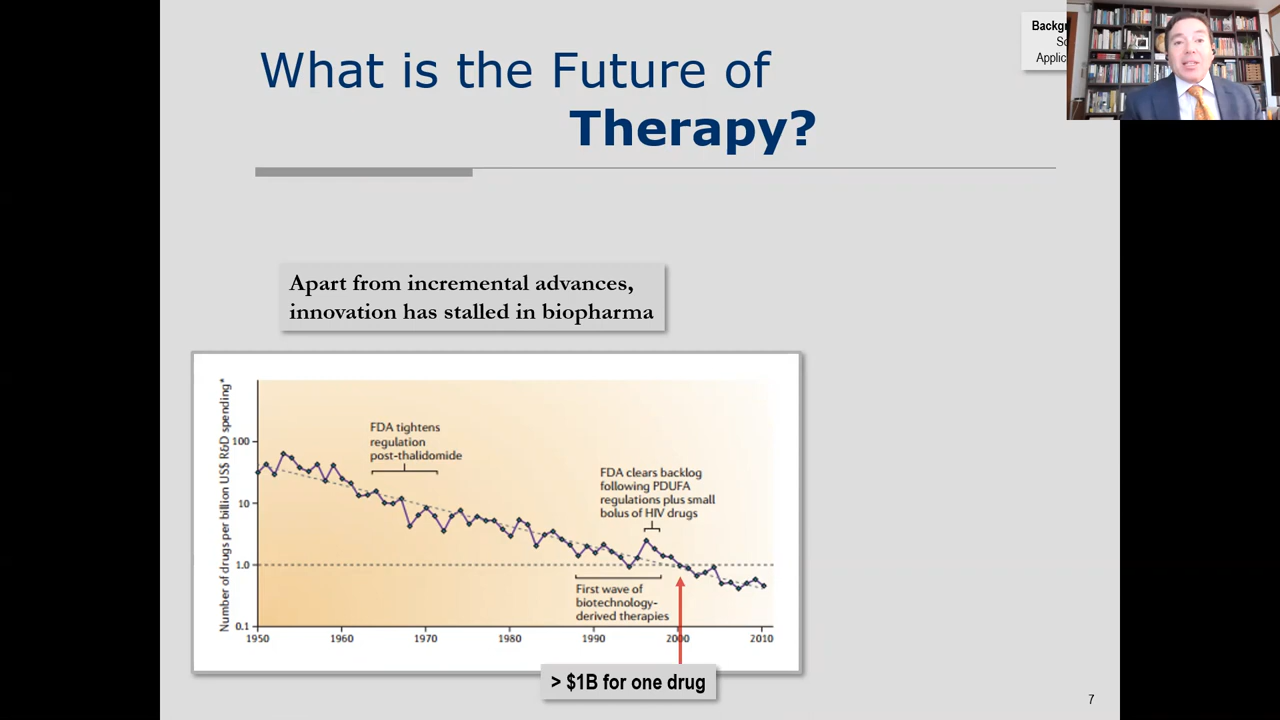 What is the Future of
Therapy?
Apart from incremental advances,
innovation has stalled in biopharma
Number of drugs per billion US$ R&D spending*
100
10
1.0
0.1
FDA tightens
regulation
post-thalidomide
FDA clears backlog
following PDUFA
regulations plus small
bolus of HIV drugs
First wave of
biotechnology-
derived therapies
1950 1960 1970 1980 1990 2000 2010
> $1B for one drug
7